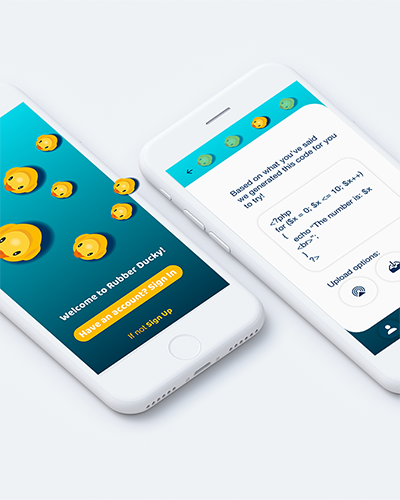 Welcome to Rubber Ducky!
Have an account? Sign In
If not Sign Up
Based on what you've said
we generated this code for you
to try!
<?php
for ($x = 0; $x <= 10; $x++)
{ echo "The number is: $x
<br>";
}
?>
Upload options: